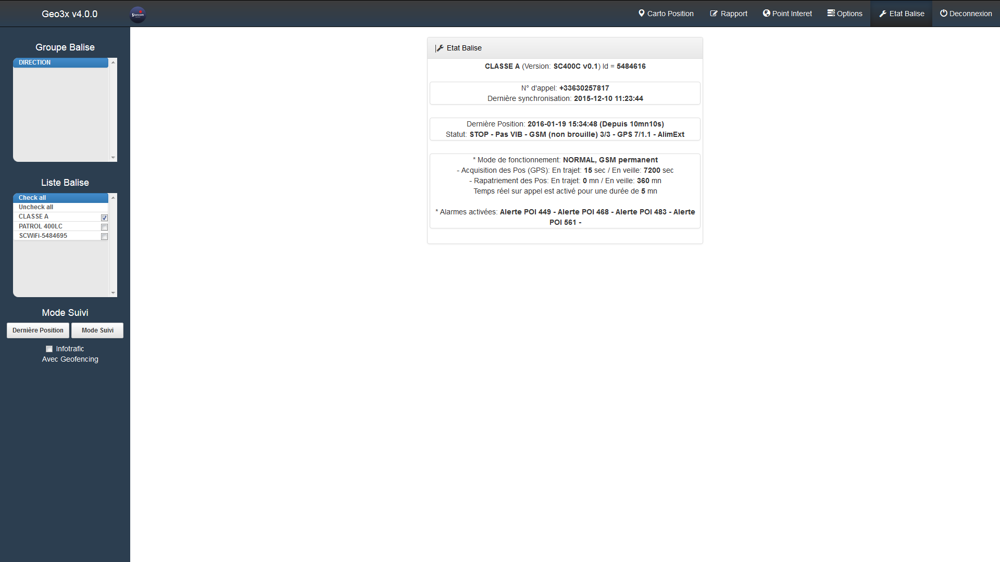 Geo3x v4.0.0
Stancom
Carto Position
Rapport
Point Interet
Options
Etat Balise
Deconnexion
Groupe Balise
DIRECTION
Liste Balise
Check all
Uncheck all
CLASSE A
PATROL 400LC
SCWiFi-5484695
Mode Suivi
Dernière Position
Mode Suivi
Infotrafic
Avec Geofencing
Etat Balise
CLASSE A (Version: SC400C v0.1) Id = 5484616
N° d'appel: +33630257817
Dernière synchronisation: 2015-12-10 11:23:44
Dernière Position: 2016-01-19 15:34:48 (Depuis 10mn10s)
Statut: STOP - Pas VIB - GSM (non brouille) 3/3 - GPS 7/1.1 - AlimExt
* Mode de fonctionnement: NORMAL, GSM permanent
- Acquisition des Pos (GPS): En trajet: 15 sec / En veille: 7200 sec
- Rapatriement des Pos: En trajet: 0 mn / En veille: 360 mn
Temps réel sur appel est activé pour une durée de 5 mn
* Alarmes activées: Alerte POI 449 - Alerte POI 468 - Alerte POI 483 - Alerte
POI 561 -